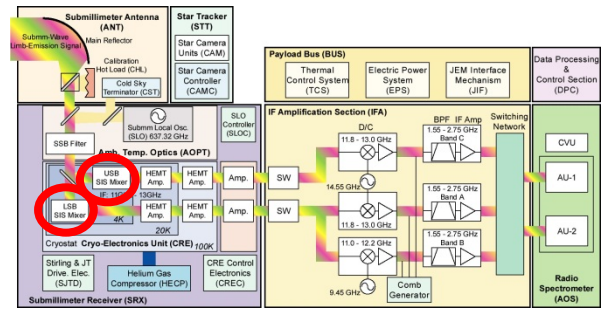 Submillimeter Antenna
(ANT)
Submm-Wave
Limb-Emission Signal
Main Reflector
Calibration
Hot Load (CHL)
Cold Sky
Terminator (CST)
Star Tracker
(STT)
Star Camera
Units (CAM)
Star Camera
Controller
(CAMC)
Payload Bus (BUS)
Thermal
Control System
(TCS)
Electric Power
System
(EPS)
JEM Interface
Mechanism
(JIF)
Data Processing
&
Control Section
(DPC)
Submm Local Osc.
(SLO) 637.32 GHz
SLO
Controller
(SLOC)
SSB Filter
Amb. Temp. Optics (AOPT)
USB
SIS Mixer
HEMT
Amp.
HEMT
Amp.
Amp.
IF: 11GHz - 13GHz
LSB
SIS Mixer
HEMT
Amp.
HEMT
Amp.
Amp.
4K
20K
Cryostat Cryo-Electronics Unit (CRE)
100K
Stirling & JT
Drive. Elec.
(SJTD)
Helium Gas
Compressor (HECP)
CRE Control
Electronics
(CREC)
Submillimeter Receiver (SRX)
IF Amplification Section (IFA)
D/C
BPF IF Amp
Switching
Network
11.8 - 13.0 GHz
1.55 - 2.75 GHz
Band C
SW
14.55 GHz
1.55 - 2.75 GHz
Band A
SW
11.8 - 13.0 GHz
11.0 - 12.2 GHz
1.55 - 2.75 GHz
Band B
9.45 GHz
Comb
Generator
CVU
AU-1
AU-2
Radio
Spectrometer
(AOS)